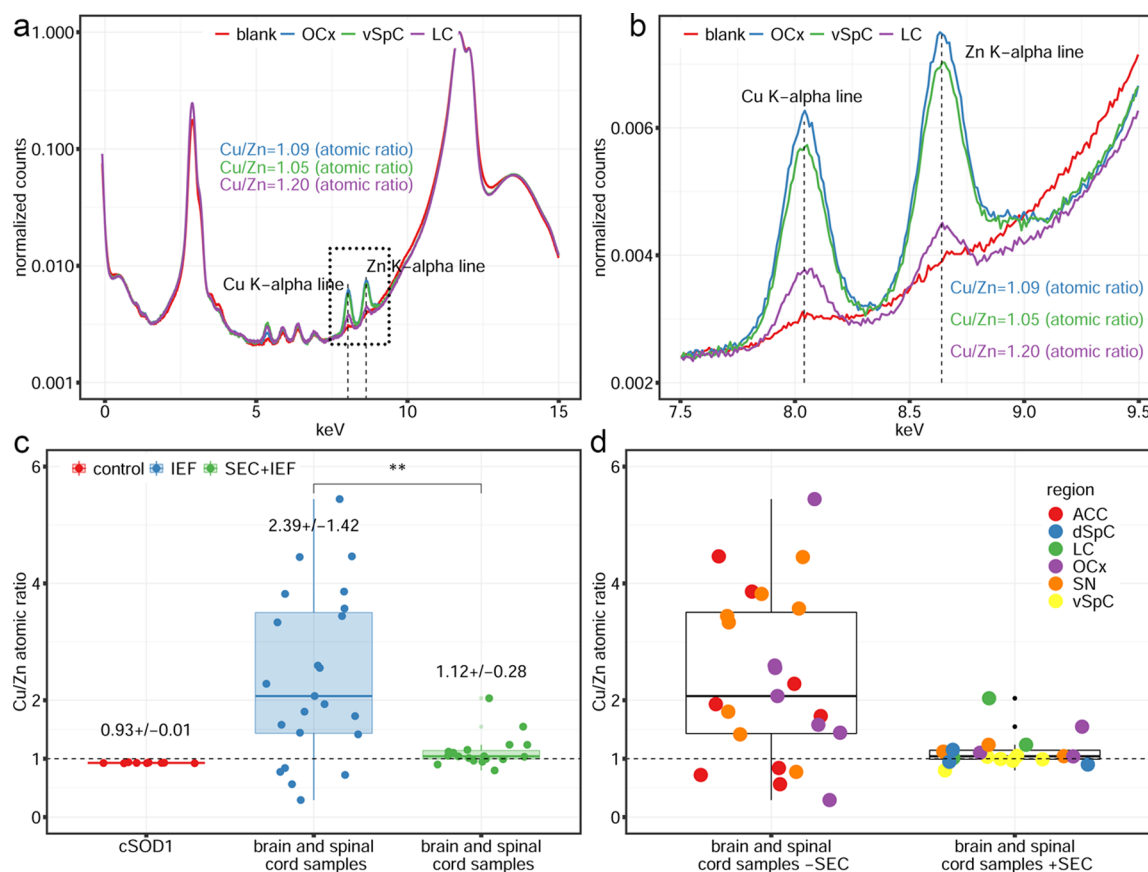 a
blank OCx vSpC LC
1.000
0.100
0.010
0.001
normalized counts
Cu/Zn=1.09 (atomic ratio)
Cu/Zn=1.05 (atomic ratio)
Cu/Zn=1.20 (atomic ratio)
Cu K−alpha line
Zn K−alpha line
0 5 10 15
keV
b
blank OCx vSpC LC
Zn K−alpha line
Cu K−alpha line
0.006
0.004
0.002
normalized counts
Cu/Zn=1.09 (atomic ratio)
Cu/Zn=1.05 (atomic ratio)
Cu/Zn=1.20 (atomic ratio)
7.5 8.0 8.5 9.0 9.5
keV
c
control IEF SEC+IEF
**
6
4
2
1
0
Cu/Zn atomic ratio
2.39+/−1.42
1.12+/−0.28
0.93+/−0.01
cSOD1
brain and spinal
cord samples
brain and spinal
cord samples
d
6
4
2
1
0
Cu/Zn atomic ratio
region
ACC
dSpC
LC
OCx
SN
vSpC
brain and spinal
cord samples −SEC
brain and spinal
cord samples +SEC